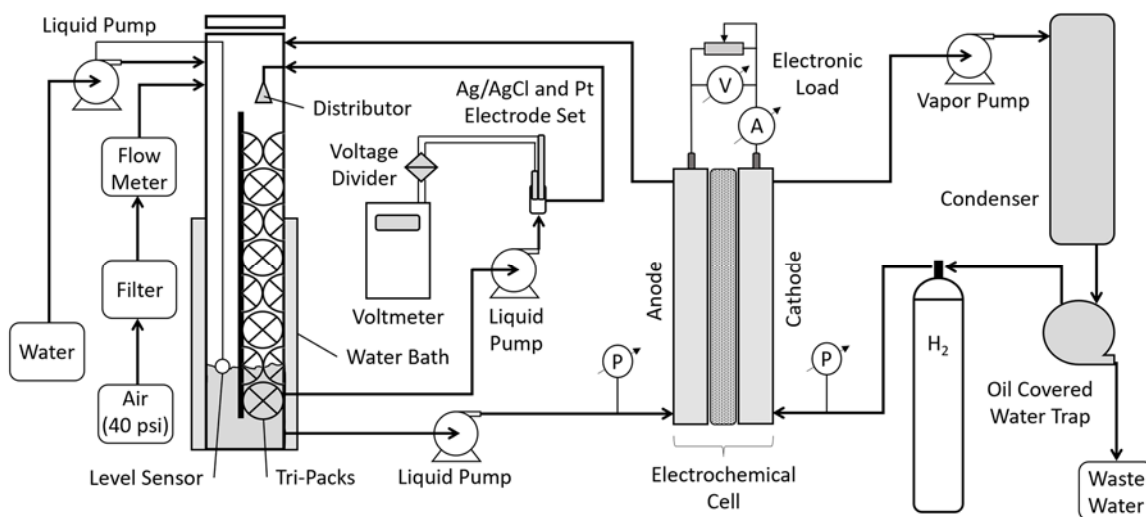 Liquid Pump
Distributor
Flow
Meter
Filter
Water
Air
(40 psi)
Level Sensor
Tri-Packs
Water Bath
Voltage
Divider
Voltmeter
Ag/AgCl and Pt
Electrode Set
Liquid
Pump
Liquid Pump
P
V
A
Electronic
Load
Anode
Cathode
Electrochemical
Cell
P
Vapor Pump
Condenser
H2
Oil Covered
Water Trap
Waste
Water